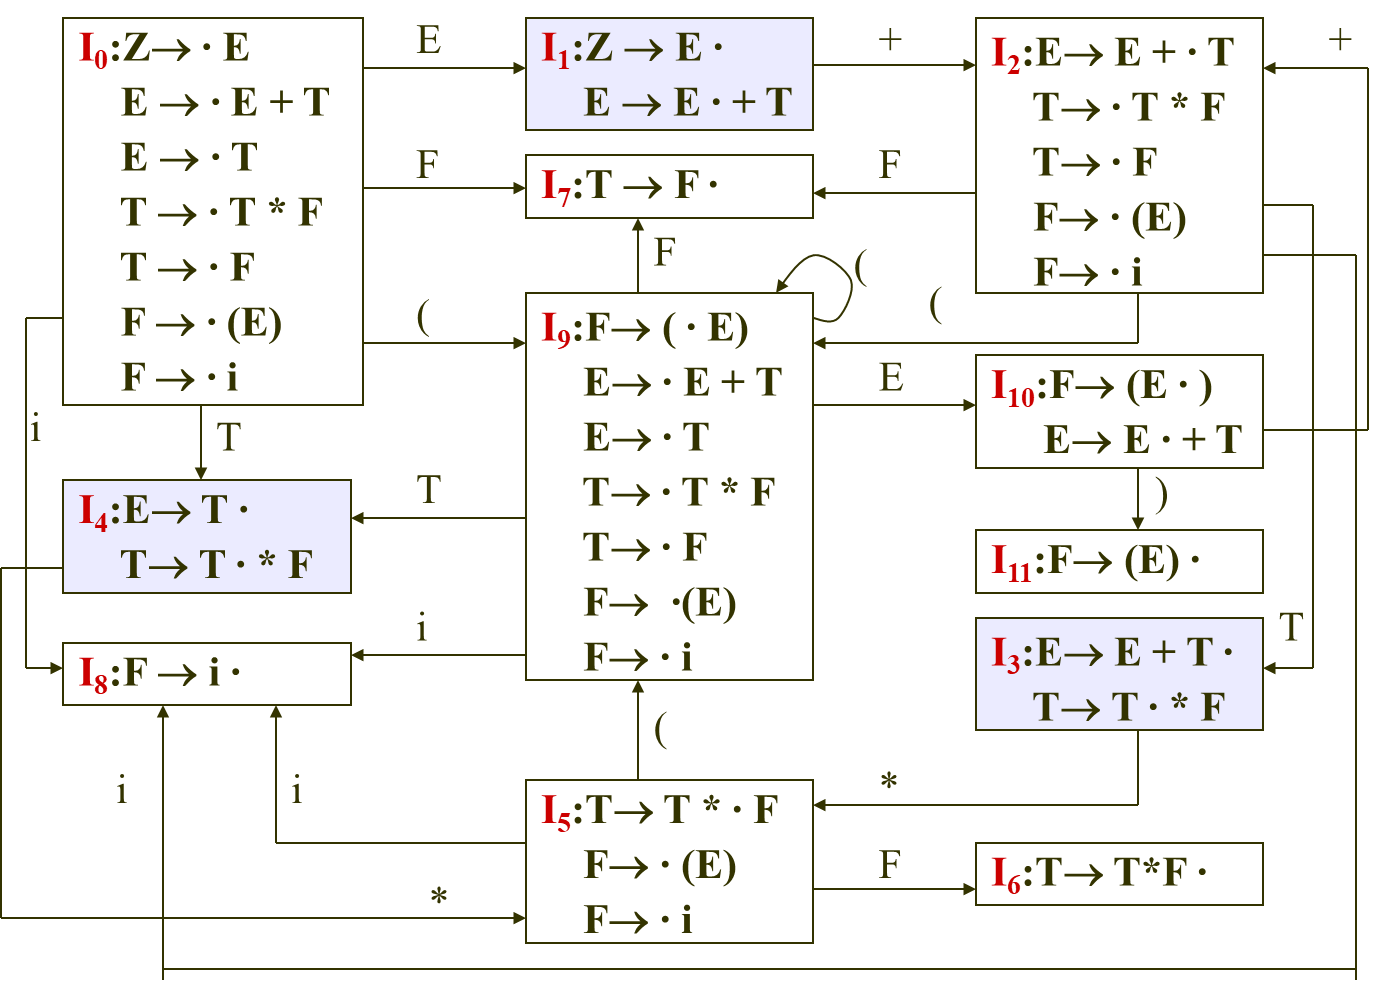 I0:Z→ · E
E → · E + T
E → · T
T → · T * F
T → · F
F → · (E)
F → · i
E
F
(
i
T
I1:Z → E ·
E → E · + T
+
I2:E→ E + · T
T→ · T * F
T→ · F
F→ · (E)
F→ · i
+
I7:T → F ·
F
F
(
(
I9:F→ ( · E)
E→ · E + T
E→ · T
T→ · T * F
T→ · F
F→ ·(E)
F→ · i
E
I10:F→ (E · )
E→ E · + T
)
I11:F→ (E) ·
T
I4:E→ T ·
T→ T · * F
T
i
I8:F → i ·
I3:E→ E + T ·
T→ T · * F
(
*
i
i
I5:T→ T * · F
F→ · (E)
F→ · i
F
I6:T→ T*F ·
*